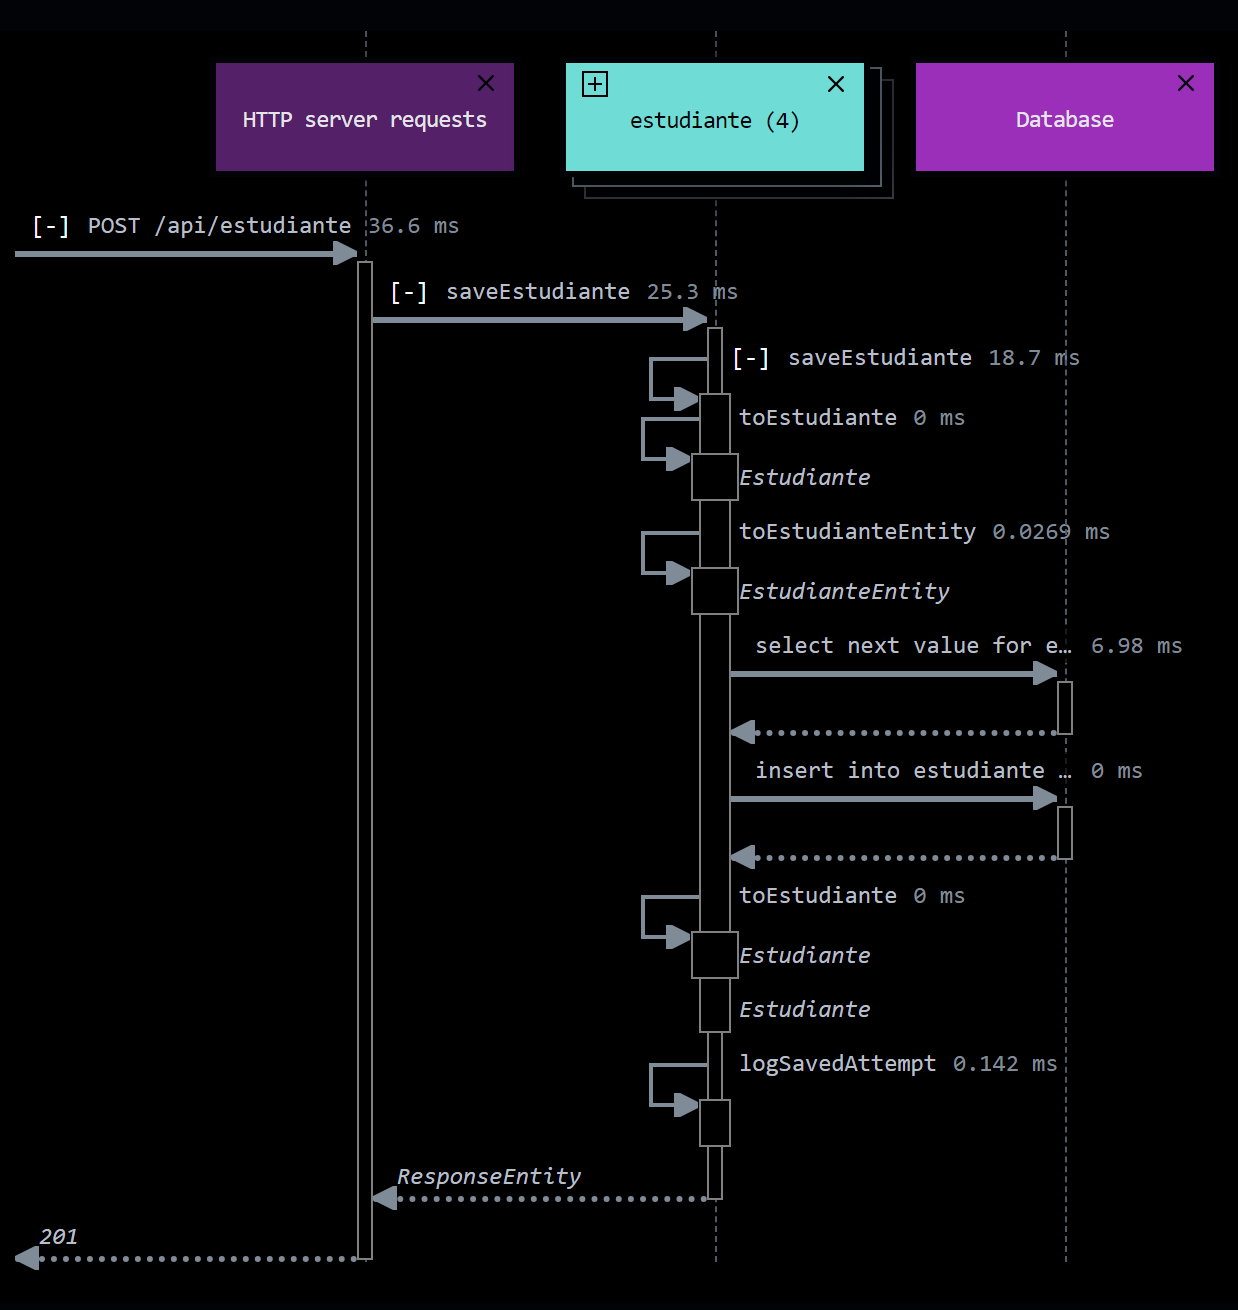 HTTP server requests
estudiante (4)
Database
[-] POST /api/estudiante 36.6 ms
[-] saveEstudiante 25.3 ms
[-] saveEstudiante 18.7 ms
toEstudiante 0 ms
Estudiante
toEstudianteEntity 0.0269 ms
EstudianteEntity
select next value for e… 6.98 ms
insert into estudiante … 0 ms
toEstudiante 0 ms
Estudiante
Estudiante
logSavedAttempt 0.142 ms
ResponseEntity
201